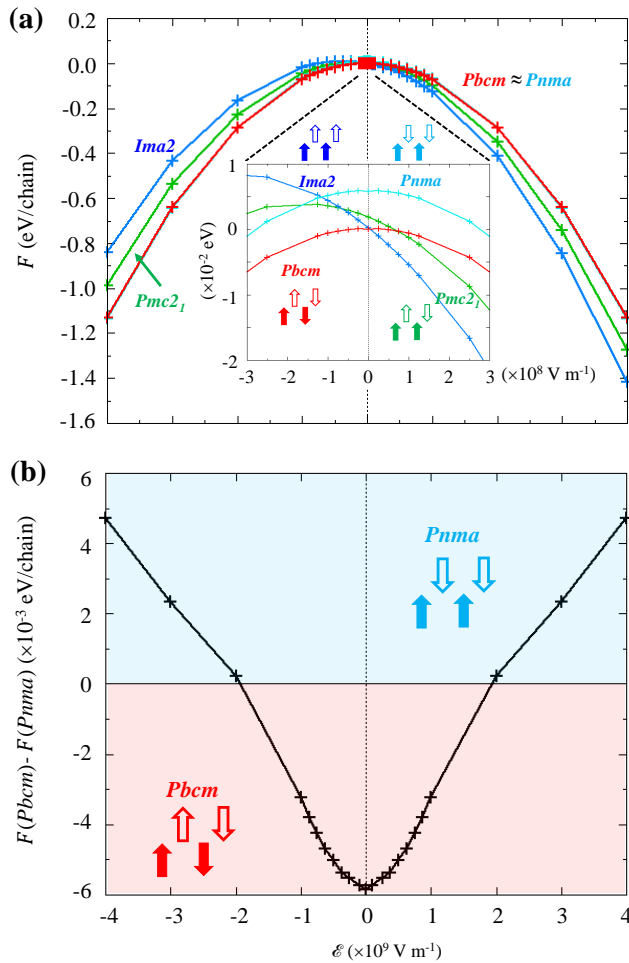 (a)
0.2
0.0
-0.2
-0.4
-0.6
-0.8
-1.0
-1.2
-1.4
-1.6
F (eV/chain)
Pbcm ≈ Pnma
Ima2
Pmc2₁
1
0
-1
-2
(×10⁻² eV)
Ima2
Pnma
Pbcm
Pmc2₁
-3 -2 -1 0 1 2 3
(×10⁸ V m⁻¹)
(b)
6
4
2
0
-2
-4
-6
F(Pbcm)- F(Pnma) (×10⁻³ eV/chain)
Pnma
Pbcm
-4 -3 -2 -1 0 1 2 3 4
ℰ (×10⁹ V m⁻¹)